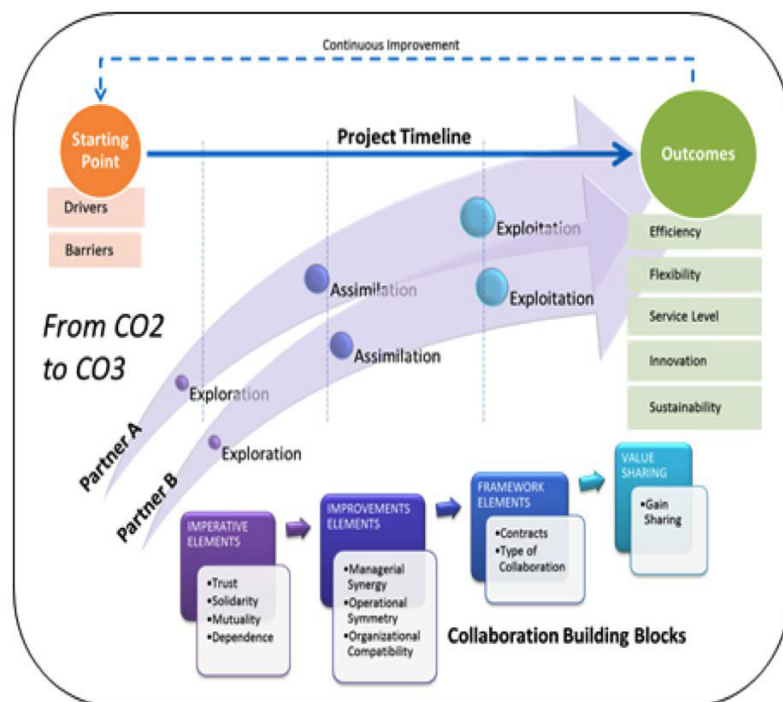 Continuous Improvement
Starting
Point
Project Timeline
Outcomes
Drivers
Barriers
Efficiency
Flexibility
Service Level
Innovation
Sustainability
From CO2
to CO3
Exploitation
Exploitation
Assimilation
Assimilation
Exploration
Exploration
Partner A
Partner B
IMPERATIVE
ELEMENTS
•Trust
•Solidarity
•Mutuality
•Dependence
IMPROVEMENTS
ELEMENTS
•Managerial
Synergy
•Operational
Symmetry
•Organizational
Compatibility
FRAMEWORK
ELEMENTS
•Contracts
•Type of
Collaboration
VALUE
SHARING
•Gain
Sharing
Collaboration Building Blocks